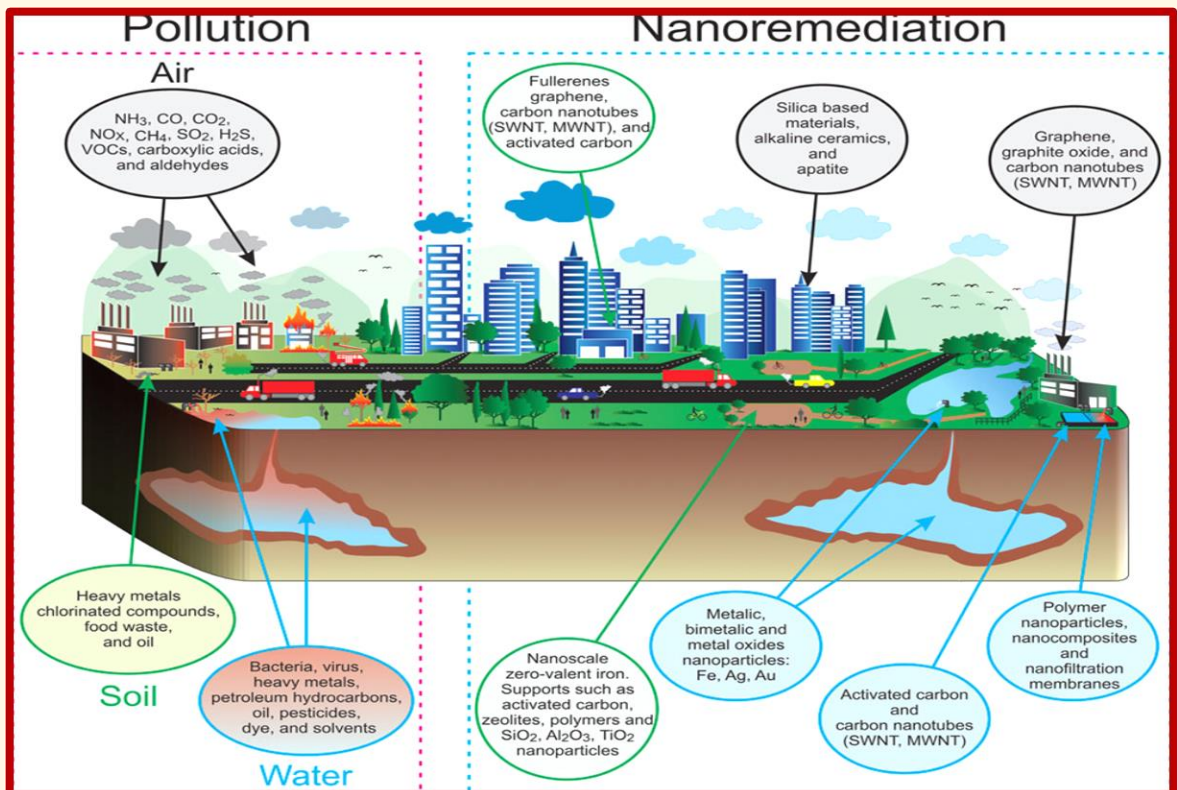 Pollution
Air
NH₃, CO, CO₂,
NOx, CH₄, SO₂, H₂S,
VOCs, carboxylic acids,
and aldehydes
Heavy metals
chlorinated compounds,
food waste,
and oil
Soil
Bacteria, virus,
heavy metals,
petroleum hydrocarbons,
oil, pesticides,
dye, and solvents
Water
Nanoremediation
Fullerenes
graphene,
carbon nanotubes
(SWNT, MWNT), and
activated carbon
Silica based
materials,
alkaline ceramics,
and
apatite
Graphene,
graphite oxide, and
carbon nanotubes
(SWNT, MWNT)
Nanoscale
zero-valent iron.
Supports such as
activated carbon,
zeolites, polymers and
SiO₂, Al₂O₃, TiO₂
nanoparticles
Metalic,
bimetalic and
metal oxides
nanoparticles:
Fe, Ag, Au
Activated carbon
and
carbon nanotubes
(SWNT, MWNT)
Polymer
nanoparticles,
nanocomposites
and
nanofiltration
membranes